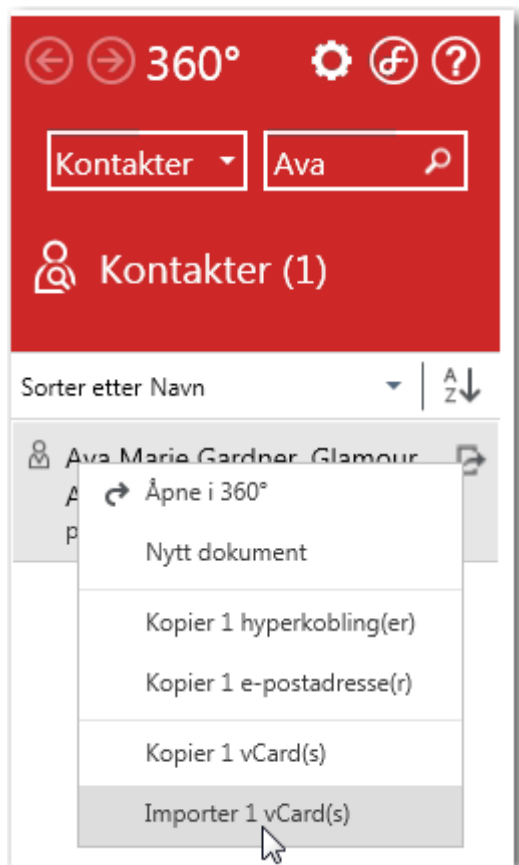 360°
Kontakter Ava
Kontakter (1)
Sorter etter Navn
Ava Marie Gardner, Glamour
A
p
Åpne i 360°
Nytt dokument
Kopier 1 hyperkobling(er)
Kopier 1 e-postadresse(r)
Kopier 1 vCard(s)
Importer 1 vCard(s)